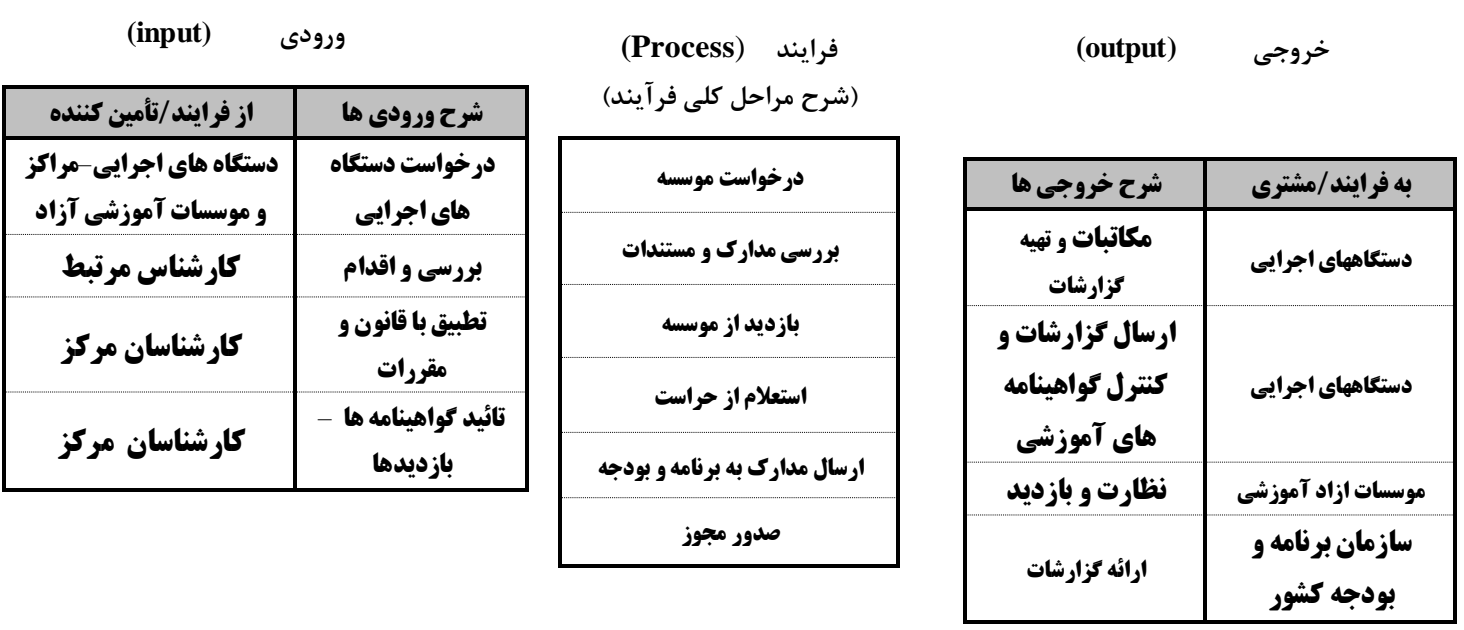 ورودی (input)
شرح ورودی ها
از فرایند/تأمین کننده
درخواست دستگاه
های اجرایی
دستگاه های اجرایی–مراکز
و موسسات آموزشی آزاد
بررسی و اقدام
کارشناس مرتبط
تطبیق با قانون و
مقررات
کارشناسان مرکز
تائید گواهینامه ها –
بازدیدها
کارشناسان مرکز
فرایند (Process)
(شرح مراحل کلی فرآیند)
درخواست موسسه
بررسی مدارک و مستندات
بازدید از موسسه
استعلام از حراست
ارسال مدارک به برنامه و بودجه
صدور مجوز
خروجی (output)
به فرایند/مشتری
شرح خروجی ها
دستگاههای اجرایی
مکاتبات و تهیه
گزارشات
دستگاههای اجرایی
ارسال گزارشات و
کنترل گواهینامه
های آموزشی
موسسات ازاد آموزشی
نظارت و بازدید
سازمان برنامه و
بودجه کشور
ارائه گزارشات